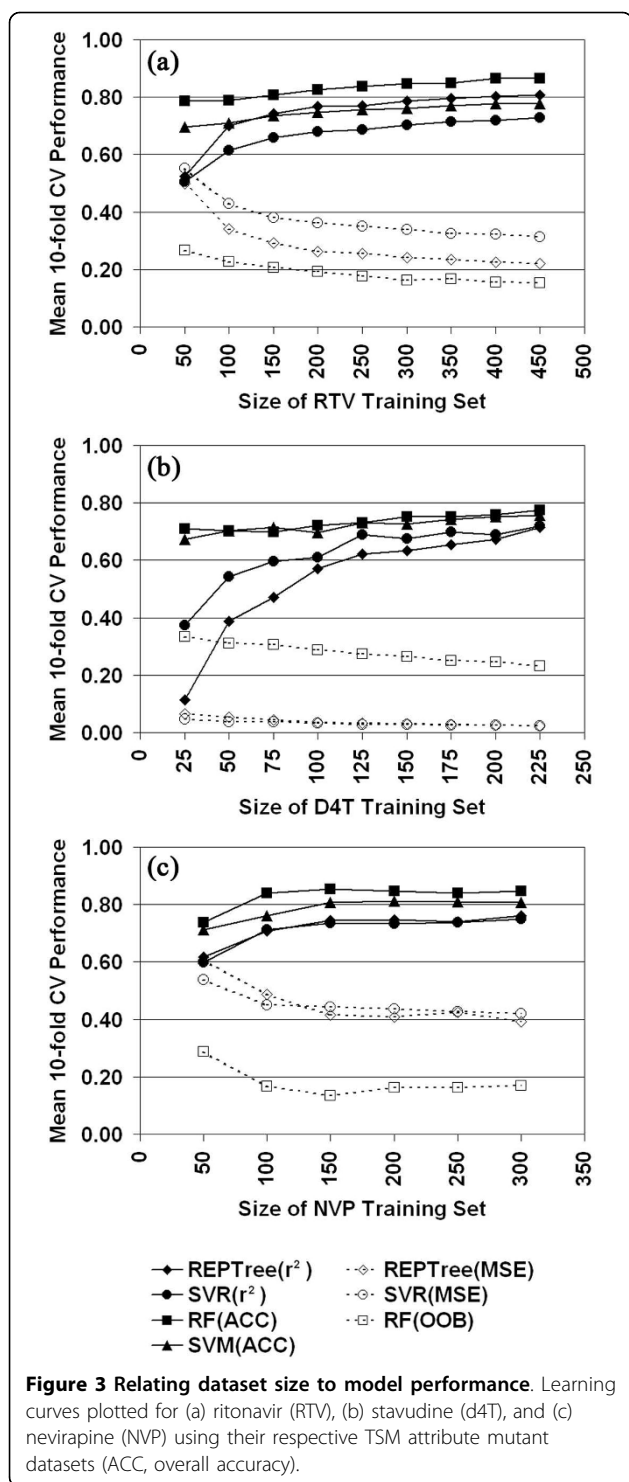 (a)
Mean 10-fold CV Performance
1.00
0.80
0.60
0.40
0.20
0.00
0 50 100 150 200 250 300 350 400 450 500
Size of RTV Training Set
(b)
Mean 10-fold CV Performance
1.00
0.80
0.60
0.40
0.20
0.00
0 25 50 75 100 125 150 175 200 225 250
Size of D4T Training Set
(c)
Mean 10-fold CV Performance
1.00
0.80
0.60
0.40
0.20
0.00
0 50 100 150 200 250 300 350
Size of NVP Training Set
REPTree(r²) REPTree(MSE)
SVR(r²) SVR(MSE)
RF(ACC) RF(OOB)
SVM(ACC)
Figure 3 Relating dataset size to model performance. Learning
curves plotted for (a) ritonavir (RTV), (b) stavudine (d4T), and (c)
nevirapine (NVP) using their respective TSM attribute mutant
datasets (ACC, overall accuracy).